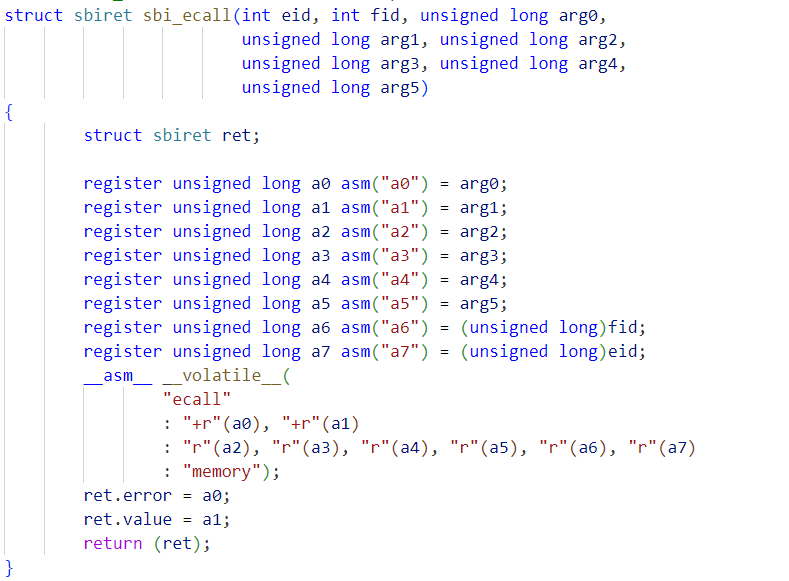 struct sbiret sbi_ecall(int eid, int fid, unsigned long arg0,
                        unsigned long arg1, unsigned long arg2,
                        unsigned long arg3, unsigned long arg4,
                        unsigned long arg5)
{
        struct sbiret ret;

        register unsigned long a0 asm("a0") = arg0;
        register unsigned long a1 asm("a1") = arg1;
        register unsigned long a2 asm("a2") = arg2;
        register unsigned long a3 asm("a3") = arg3;
        register unsigned long a4 asm("a4") = arg4;
        register unsigned long a5 asm("a5") = arg5;
        register unsigned long a6 asm("a6") = (unsigned long)fid;
        register unsigned long a7 asm("a7") = (unsigned long)eid;
        __asm__ __volatile__(
                "ecall"
                : "+r"(a0), "+r"(a1)
                : "r"(a2), "r"(a3), "r"(a4), "r"(a5), "r"(a6), "r"(a7)
                : "memory");
        ret.error = a0;
        ret.value = a1;
        return (ret);
}